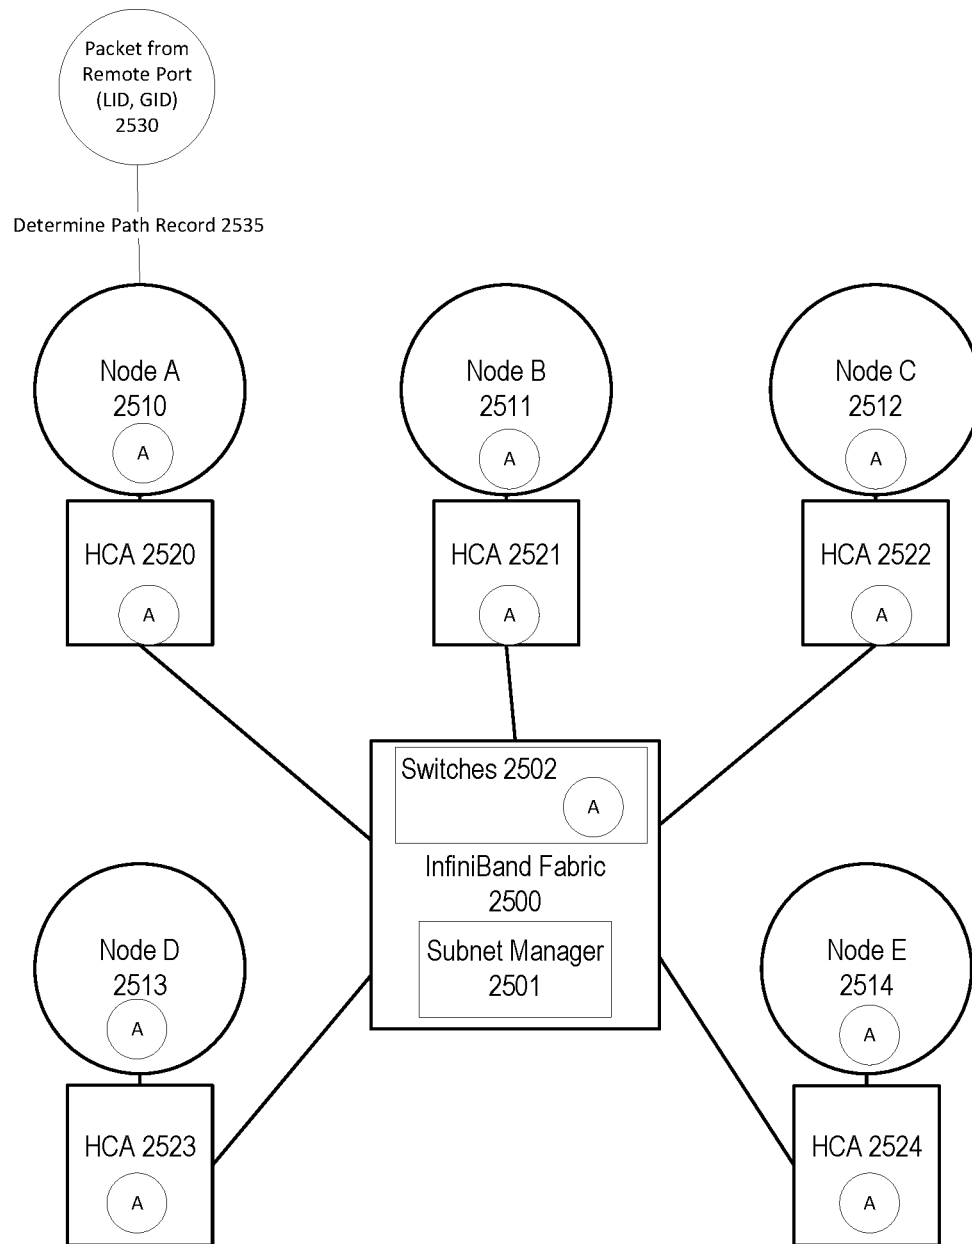 Packet from
Remote Port
(LID, GID)
2530
Determine Path Record 2535
Node A
2510
A
Node B
2511
A
Node C
2512
A
HCA 2520
A
HCA 2521
A
HCA 2522
A
Switches 2502
A
InfiniBand Fabric
2500
Subnet Manager
2501
Node D
2513
A
Node E
2514
A
HCA 2523
A
HCA 2524
A